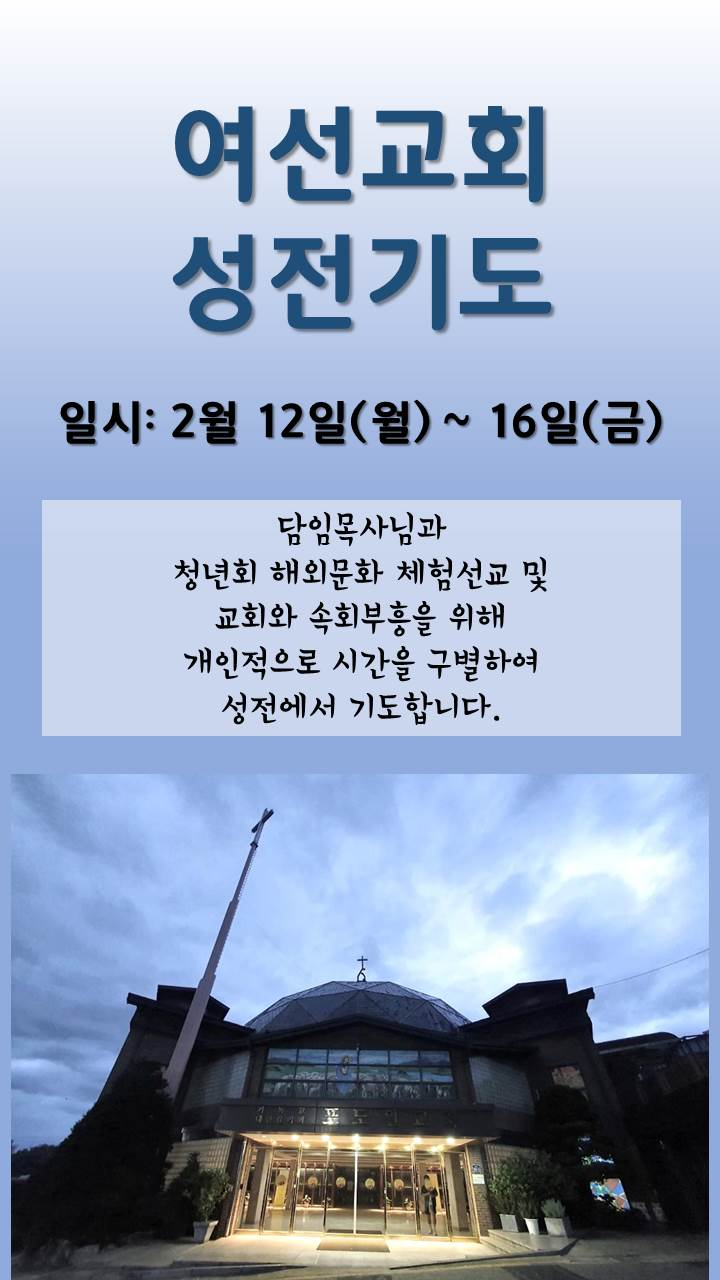 여선교회
성전기도
일시: 2월 12일(월) ~ 16일(금)
담임목사님과
청년회 해외문화 체험선교 및
교회와 속회부흥을 위해
개인적으로 시간을 구별하여
성전에서 기도합니다.